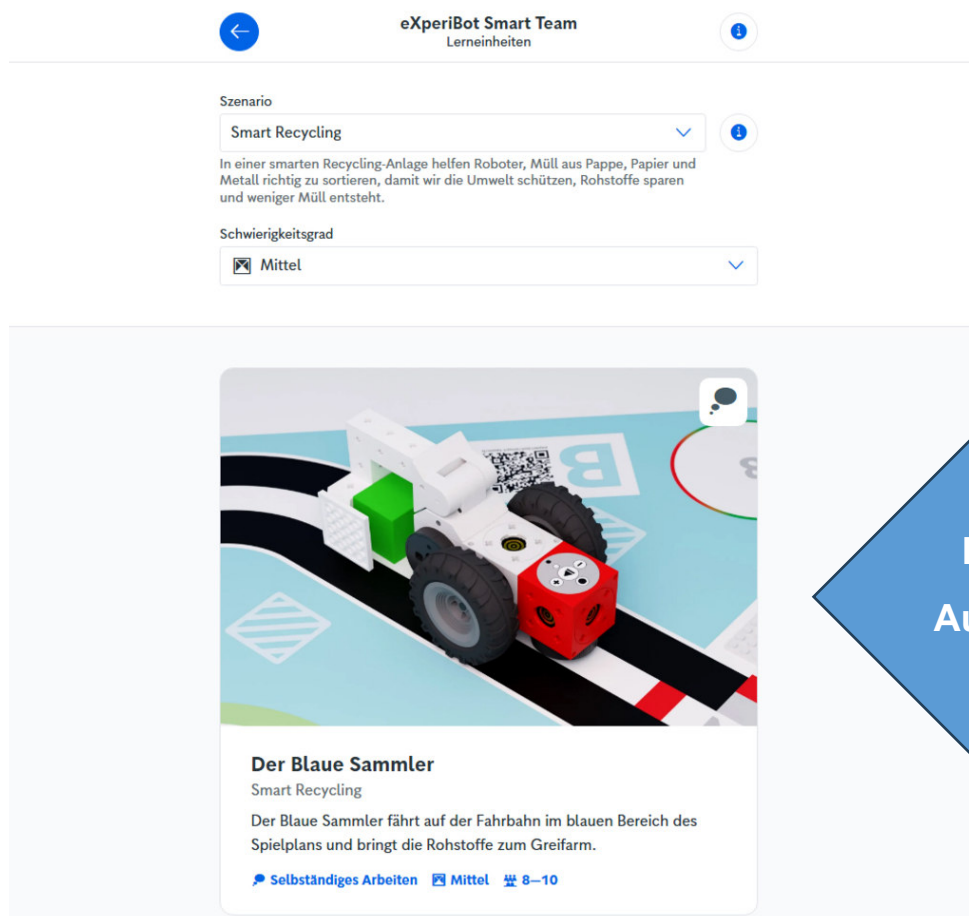 eXperiBot Smart Team
Lerneinheiten
Szenario
Smart Recycling
In einer smarten Recycling-Anlage helfen Roboter, Müll aus Pappe, Papier und
Metall richtig zu sortieren, damit wir die Umwelt schützen, Rohstoffe sparen
und weniger Müll entsteht.
Schwierigkeitsgrad
Mittel
B
8
Der Blaue Sammler
Smart Recycling
Der Blaue Sammler fährt auf der Fahrbahn im blauen Bereich des
Spielplans und bringt die Rohstoffe zum Greifarm.
Selbständiges Arbeiten Mittel 8—10